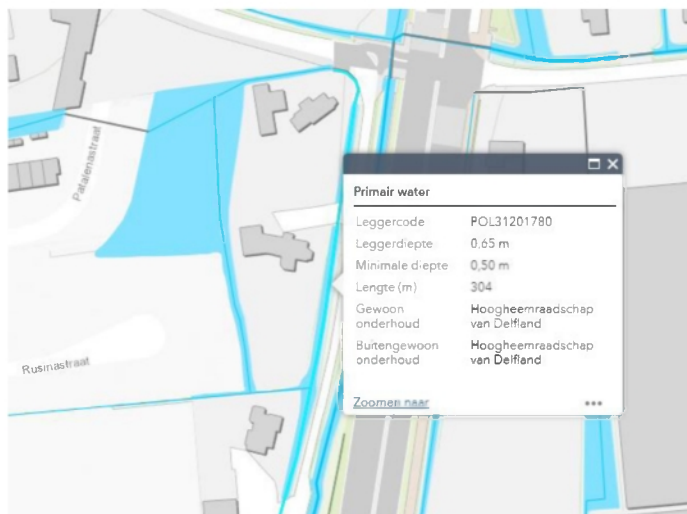 Patalenastraat
Rusinastraat
Primair water
Leggercode POL31201780
Leggerdiepte 0,65 m
Minimale diepte 0,50 m
Lengte (m) 304
Gewoon Hoogheemraadschap
onderhoud van Delfland
Buitengewoon Hoogheemraadschap
onderhoud van Delfland
Zoomen naar